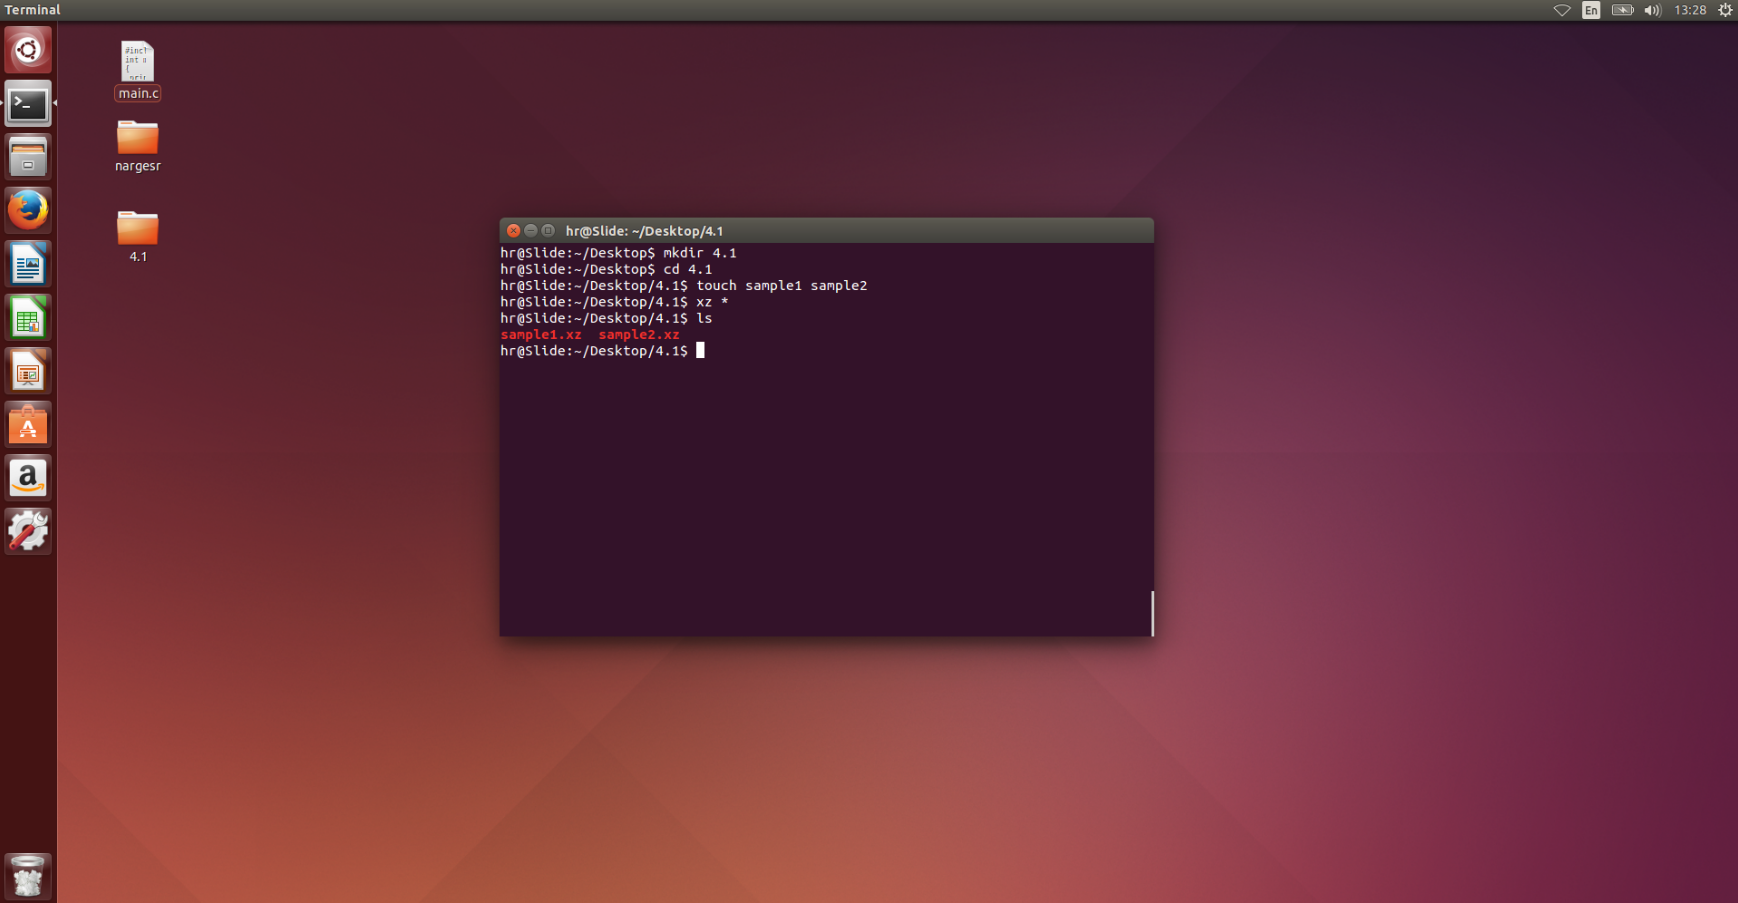 Terminal
En
13:28
#incl
int m
{
main.c
nargesr
4.1
hr@Slide: ~/Desktop/4.1
hr@Slide:~/Desktop$ mkdir 4.1
hr@Slide:~/Desktop$ cd 4.1
hr@Slide:~/Desktop/4.1$ touch sample1 sample2
hr@Slide:~/Desktop/4.1$ xz *
hr@Slide:~/Desktop/4.1$ ls
sample1.xz  sample2.xz
hr@Slide:~/Desktop/4.1$